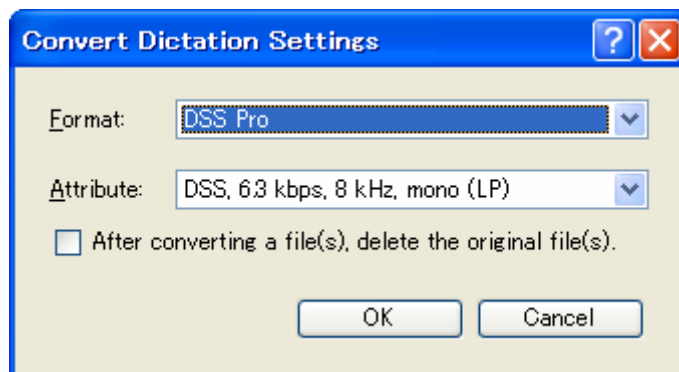 Convert Dictation Settings
Format: DSS Pro
Attribute: DSS, 6.3 kbps, 8 kHz, mono (LP)
After converting a file(s), delete the original file(s).
OK Cancel